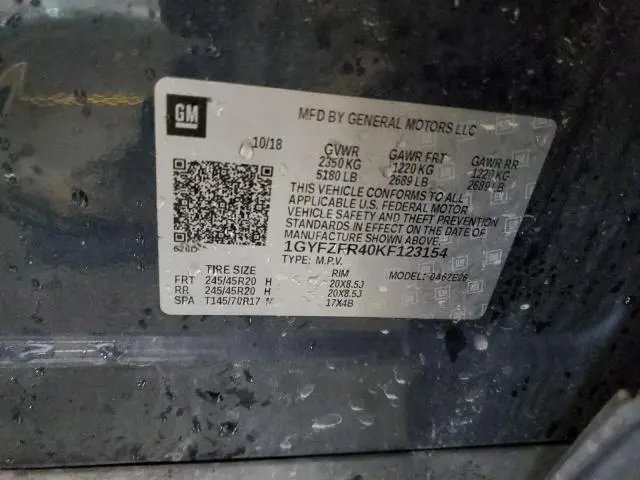 GM
MFD BY GENERAL MOTORS LLC
10/18 GVWR GAWR FRT GAWR RR
2350 KG 1220 KG 1220 KG
5180 LB 2689 LB 2689 LB
THIS VEHICLE CONFORMS TO ALL
APPLICABLE U.S. FEDERAL MOTOR
VEHICLE SAFETY AND THEFT PREVENTION
STANDARDS IN EFFECT ON THE DATE
OF MANUFACTURE SHOWN ABOVE.
1GYFZFR40KF123154
TYPE: M.P.V. MODEL:
TIRE SIZE RIM
FRT 245/45R20 H 20X8.5J
RR 245/45R20 H 20X8.5J
SPA T145/70R17 M 17X4B